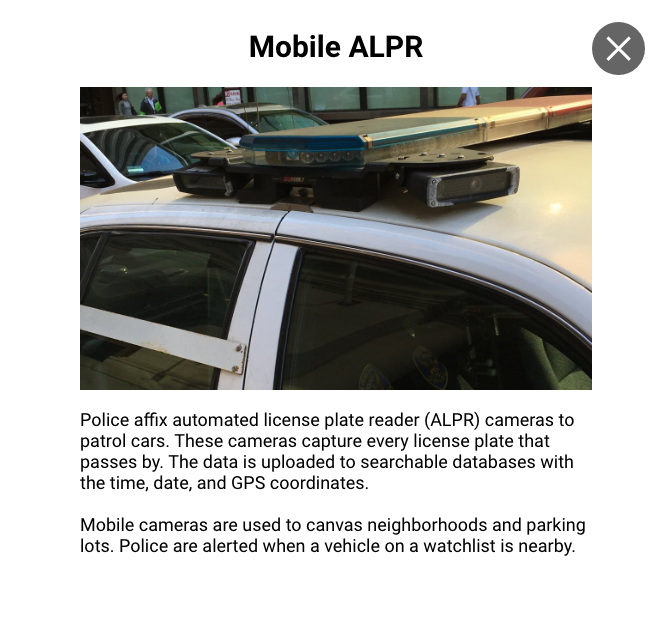 Mobile ALPR
Police affix automated license plate reader (ALPR) cameras to
patrol cars. These cameras capture every license plate that
passes by. The data is uploaded to searchable databases with
the time, date, and GPS coordinates.
Mobile cameras are used to canvas neighborhoods and parking
lots. Police are alerted when a vehicle on a watchlist is nearby.